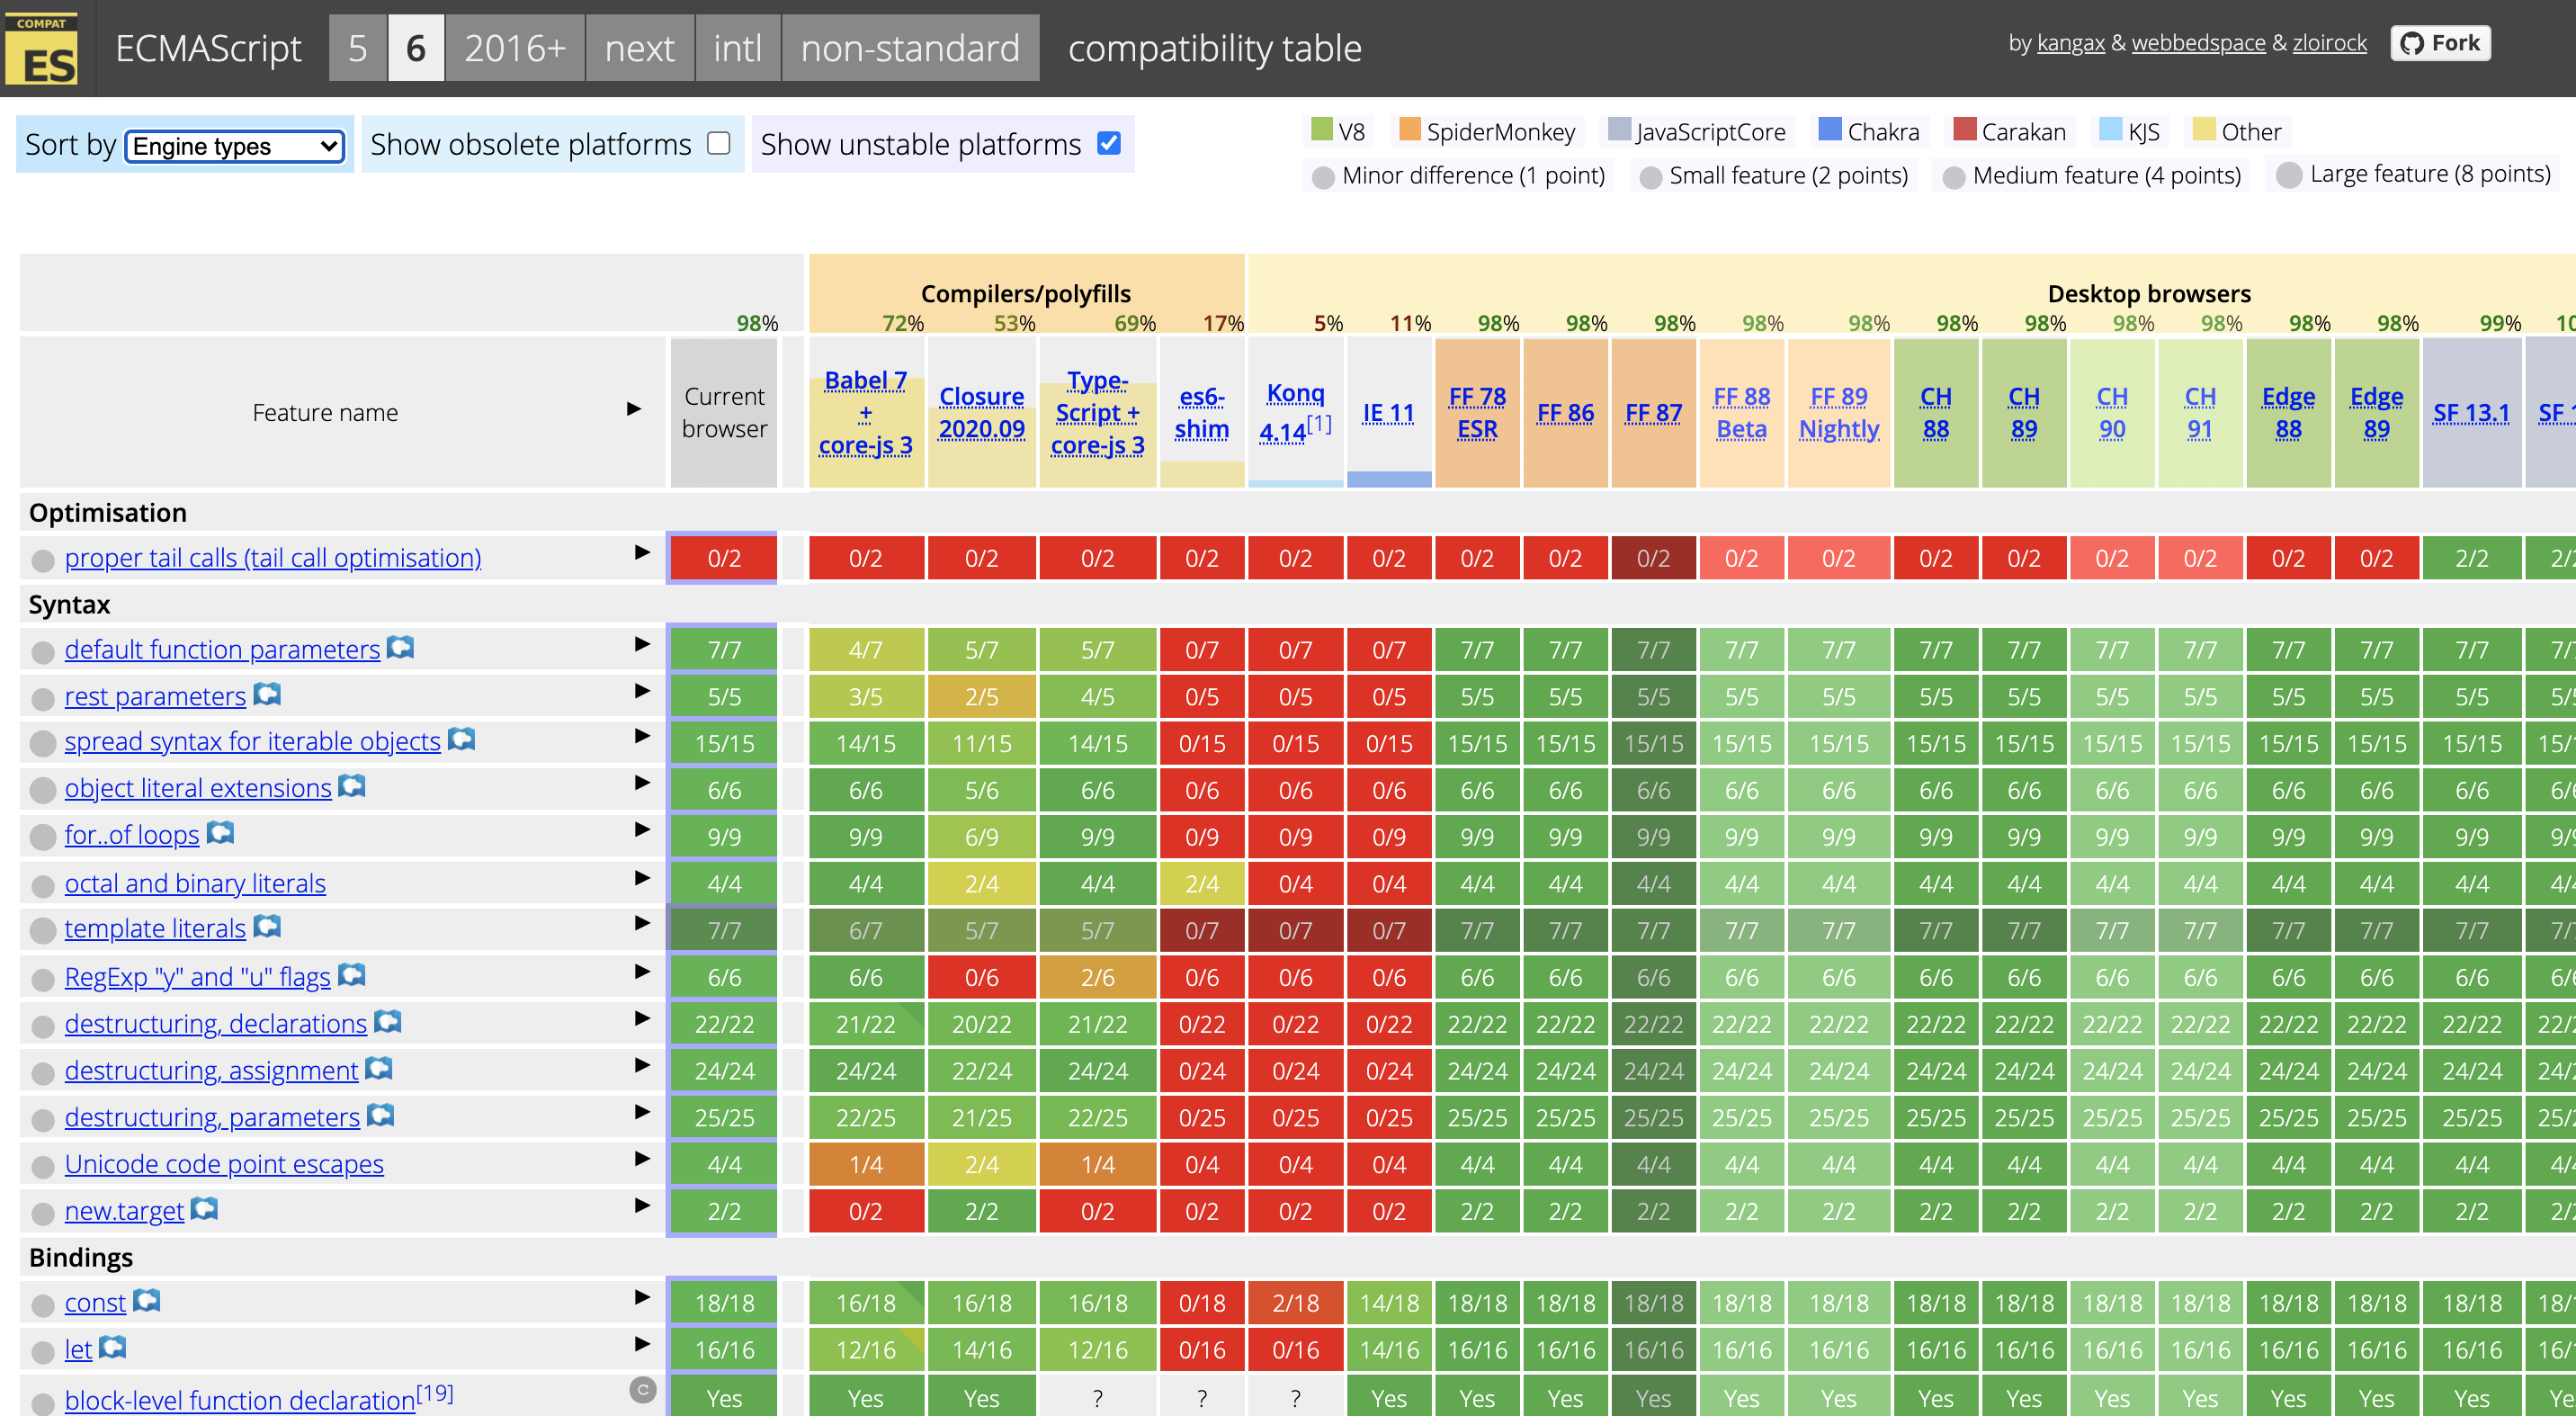 COMPAT
ES
ECMAScript 5 6 2016+ next intl non-standard compatibility table
by kangax & webbedspace & zloirock Fork
Sort by Engine types Show obsolete platforms Show unstable platforms
V8 SpiderMonkey JavaScriptCore Chakra Carakan KJS Other
Minor difference (1 point) Small feature (2 points) Medium feature (4 points) Large feature (8 points)
Compilers/polyfills Desktop browsers
98% 72% 53% 69% 17% 5% 11% 98% 98% 98% 98% 98% 98% 98% 98% 98% 98% 98% 99% 10
Feature name ▶ Current browser Babel 7 + core-js 3 Closure 2020.09 Type-Script + core-js 3 es6-shim Konq 4.14[1] IE 11 FF 78 ESR FF 86 FF 87 FF 88 Beta FF 89 Nightly CH 88 CH 89 CH 90 CH 91 Edge 88 Edge 89 SF 13.1 SF 1
Optimisation
proper tail calls (tail call optimisation) ▶ 0/2 0/2 0/2 0/2 0/2 0/2 0/2 0/2 0/2 0/2 0/2 0/2 0/2 0/2 0/2 0/2 0/2 0/2 2/2 2/2
Syntax
default function parameters ▶ 7/7 4/7 5/7 5/7 0/7 0/7 0/7 7/7 7/7 7/7 7/7 7/7 7/7 7/7 7/7 7/7 7/7 7/7 7/7 7/7
rest parameters ▶ 5/5 3/5 2/5 4/5 0/5 0/5 0/5 5/5 5/5 5/5 5/5 5/5 5/5 5/5 5/5 5/5 5/5 5/5 5/5 5/5
spread syntax for iterable objects ▶ 15/15 14/15 11/15 14/15 0/15 0/15 0/15 15/15 15/15 15/15 15/15 15/15 15/15 15/15 15/15 15/15 15/15 15/15 15/15 15/1
object literal extensions ▶ 6/6 6/6 5/6 6/6 0/6 0/6 0/6 6/6 6/6 6/6 6/6 6/6 6/6 6/6 6/6 6/6 6/6 6/6 6/6 6/6
for..of loops ▶ 9/9 9/9 6/9 9/9 0/9 0/9 0/9 9/9 9/9 9/9 9/9 9/9 9/9 9/9 9/9 9/9 9/9 9/9 9/9 9/9
octal and binary literals ▶ 4/4 4/4 2/4 4/4 2/4 0/4 0/4 4/4 4/4 4/4 4/4 4/4 4/4 4/4 4/4 4/4 4/4 4/4 4/4 4/4
template literals ▶ 7/7 6/7 5/7 5/7 0/7 0/7 0/7 7/7 7/7 7/7 7/7 7/7 7/7 7/7 7/7 7/7 7/7 7/7 7/7 7/7
RegExp "y" and "u" flags ▶ 6/6 6/6 0/6 2/6 0/6 0/6 0/6 6/6 6/6 6/6 6/6 6/6 6/6 6/6 6/6 6/6 6/6 6/6 6/6 6/6
destructuring, declarations ▶ 22/22 21/22 20/22 21/22 0/22 0/22 0/22 22/22 22/22 22/22 22/22 22/22 22/22 22/22 22/22 22/22 22/22 22/22 22/22 22/2
destructuring, assignment ▶ 24/24 24/24 22/24 24/24 0/24 0/24 0/24 24/24 24/24 24/24 24/24 24/24 24/24 24/24 24/24 24/24 24/24 24/24 24/24 24/2
destructuring, parameters ▶ 25/25 22/25 21/25 22/25 0/25 0/25 0/25 25/25 25/25 25/25 25/25 25/25 25/25 25/25 25/25 25/25 25/25 25/25 25/25 25/2
Unicode code point escapes ▶ 4/4 1/4 2/4 1/4 0/4 0/4 0/4 4/4 4/4 4/4 4/4 4/4 4/4 4/4 4/4 4/4 4/4 4/4 4/4 4/4
new.target ▶ 2/2 0/2 2/2 0/2 0/2 0/2 0/2 2/2 2/2 2/2 2/2 2/2 2/2 2/2 2/2 2/2 2/2 2/2 2/2 2/2
Bindings
const ▶ 18/18 16/18 16/18 16/18 0/18 2/18 14/18 18/18 18/18 18/18 18/18 18/18 18/18 18/18 18/18 18/18 18/18 18/18 18/18 18/1
let ▶ 16/16 12/16 14/16 12/16 0/16 0/16 14/16 16/16 16/16 16/16 16/16 16/16 16/16 16/16 16/16 16/16 16/16 16/16 16/16 16/1
block-level function declaration[19] C Yes Yes Yes ? ? ? Yes Yes Yes Yes Yes Yes Yes Yes Yes Yes Yes Yes Yes Yes